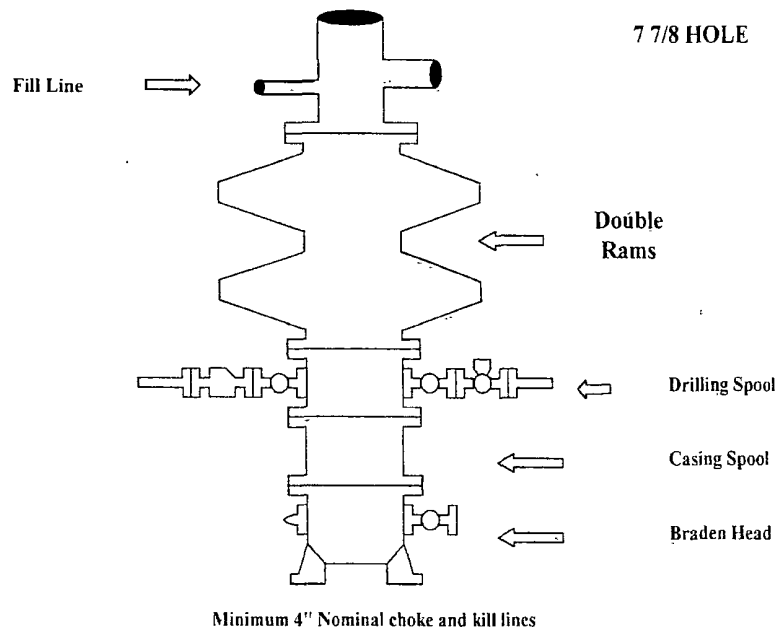 7 7/8 HOLE
Fill Line
Double
Rams
Drilling Spool
Casing Spool
Braden Head
Minimum 4" Nominal choke and kill lines